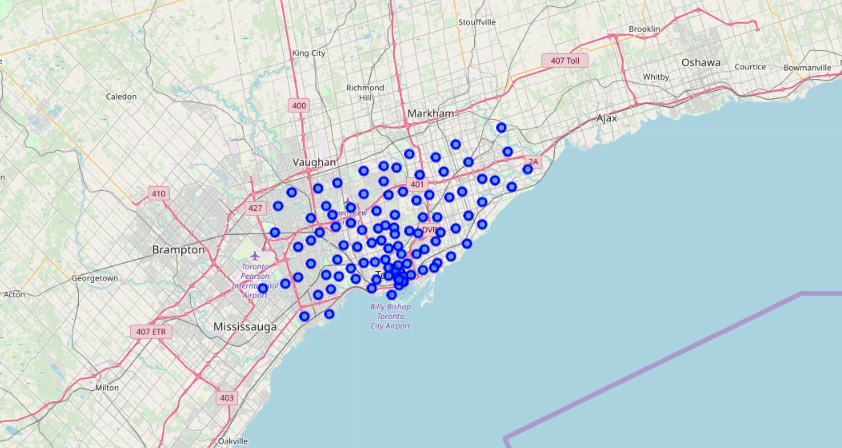 Stouffville
Brooklin
King City
407 Toll
Oshawa
Courtice
Bowmanville
Whitby
Richmond
Hill
Caledon
400
Markham
Ajax
Vaughan
2A
401
410
427
DVP
Brampton
Toronto
Pearson
International
Airport
Georgetown
Acton
To
Billy Bishop
Toronto
City Airport
Mississauga
407 ETR
Milton
403
Oakville